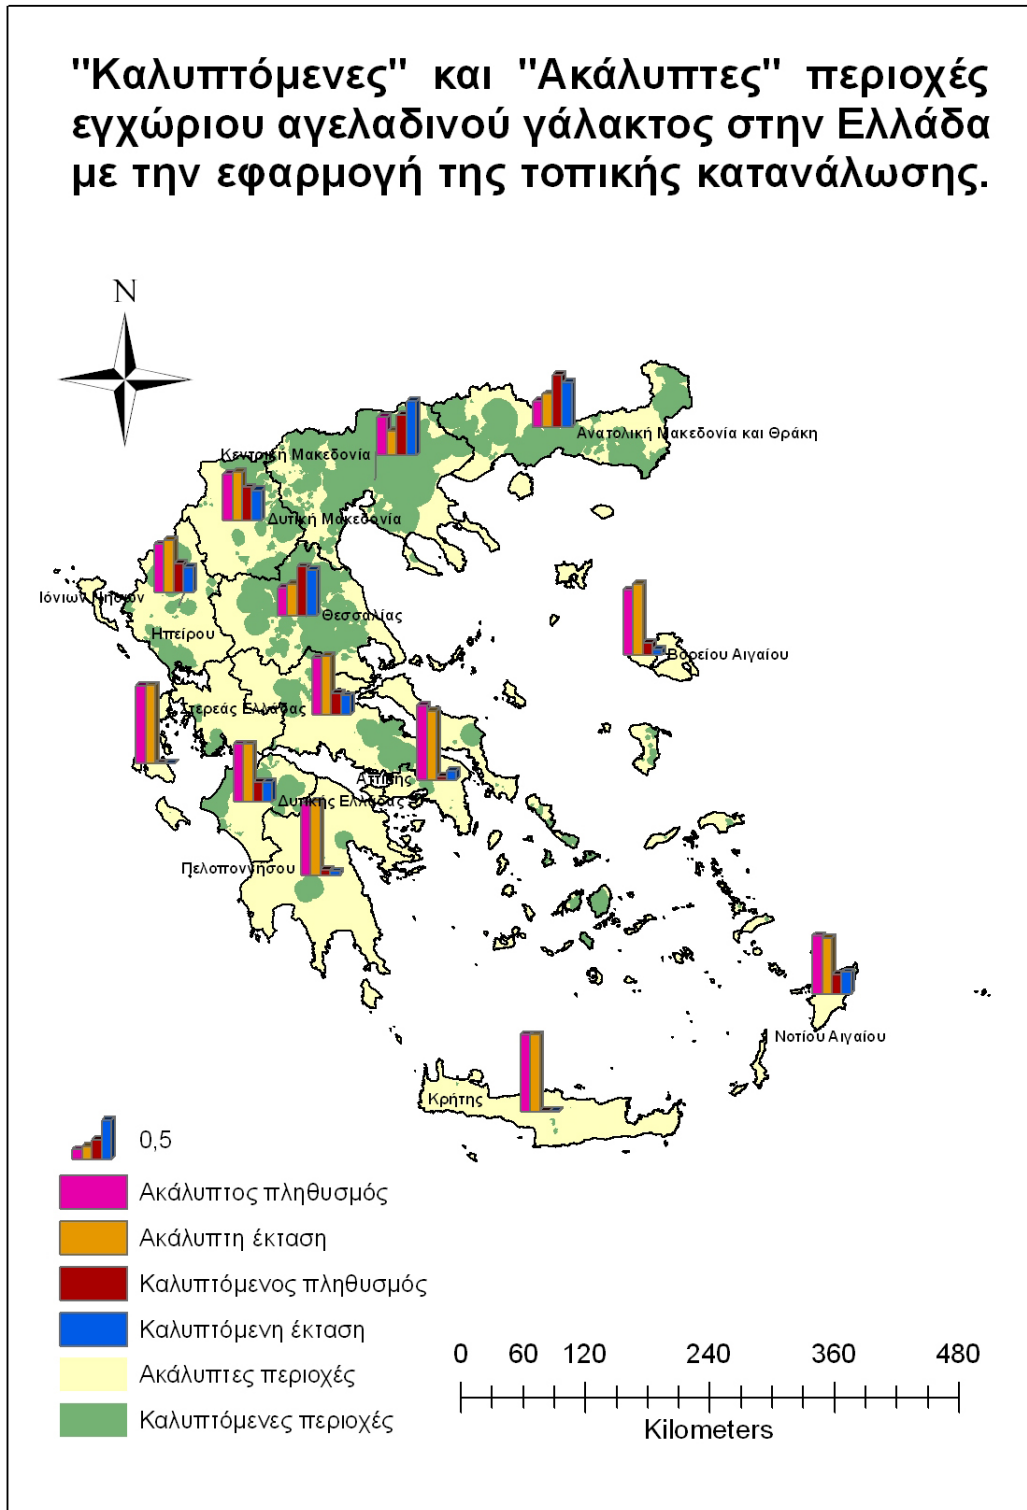 "Καλυπτόμενες" και "Ακάλυπτες" περιοχές
εγχώριου αγελαδινού γάλακτος στην Ελλάδα
με την εφαρμογή της τοπικής κατανάλωσης.
N
Ανατολική Μακεδονία και Θράκη
Κεντρική Μακεδονία
Δυτική Μακεδονία
Ιόνιων Νήσων
Θεσσαλίας
Ηπείρου
Βορείου Αιγαίου
Στερεάς Ελλάδας
Αττικής
Δυτικής Ελλάδας
Πελοποννήσου
Νοτίου Αιγαίου
Κρήτης
0,5
Ακάλυπτος πληθυσμός
Ακάλυπτη έκταση
Καλυπτόμενος πληθυσμός
Καλυπτόμενη έκταση
Ακάλυπτες περιοχές
Καλυπτόμενες περιοχές
0 60 120 240 360 480
Kilometers